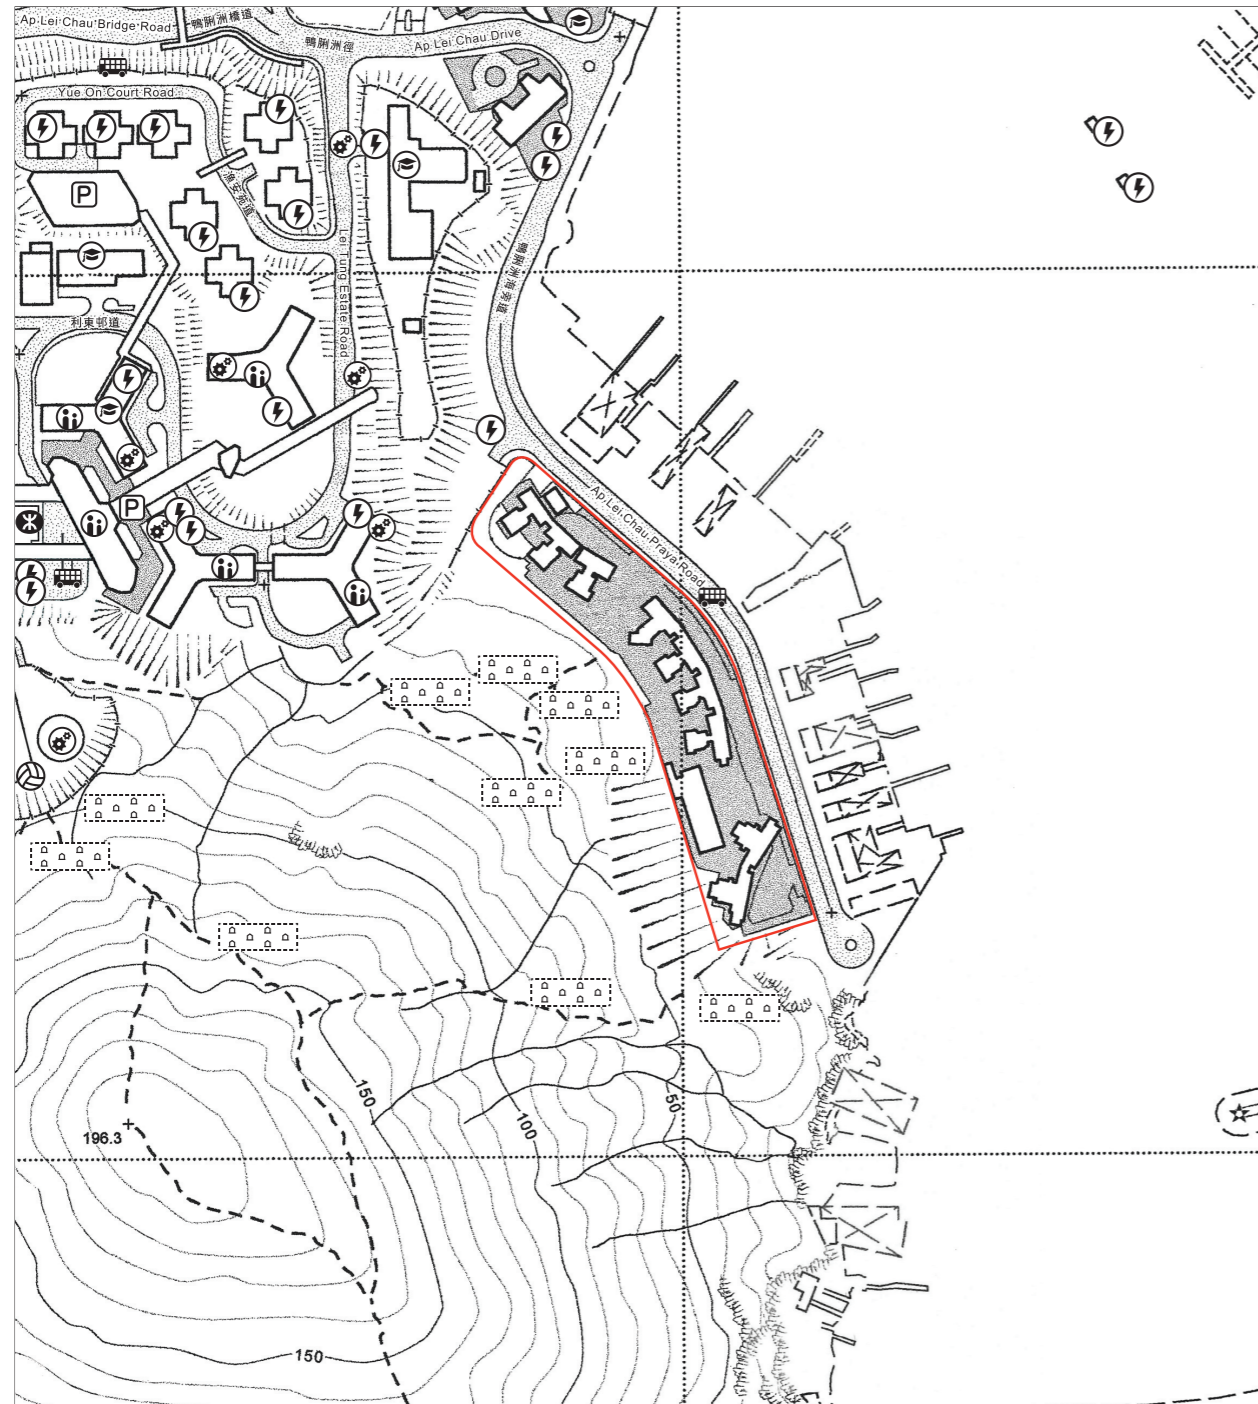 Ap Lei Chau Bridge Road
鴨脷洲橋道
鴨脷洲徑
Ap Lei Chau Drive
Yue On Court Road
漁安苑道
P
Lei Tung Estate Road
鴨脷洲海旁道
利東邨道
P
Ap Lei Chau Praya Road
150
100
50
196.3
150